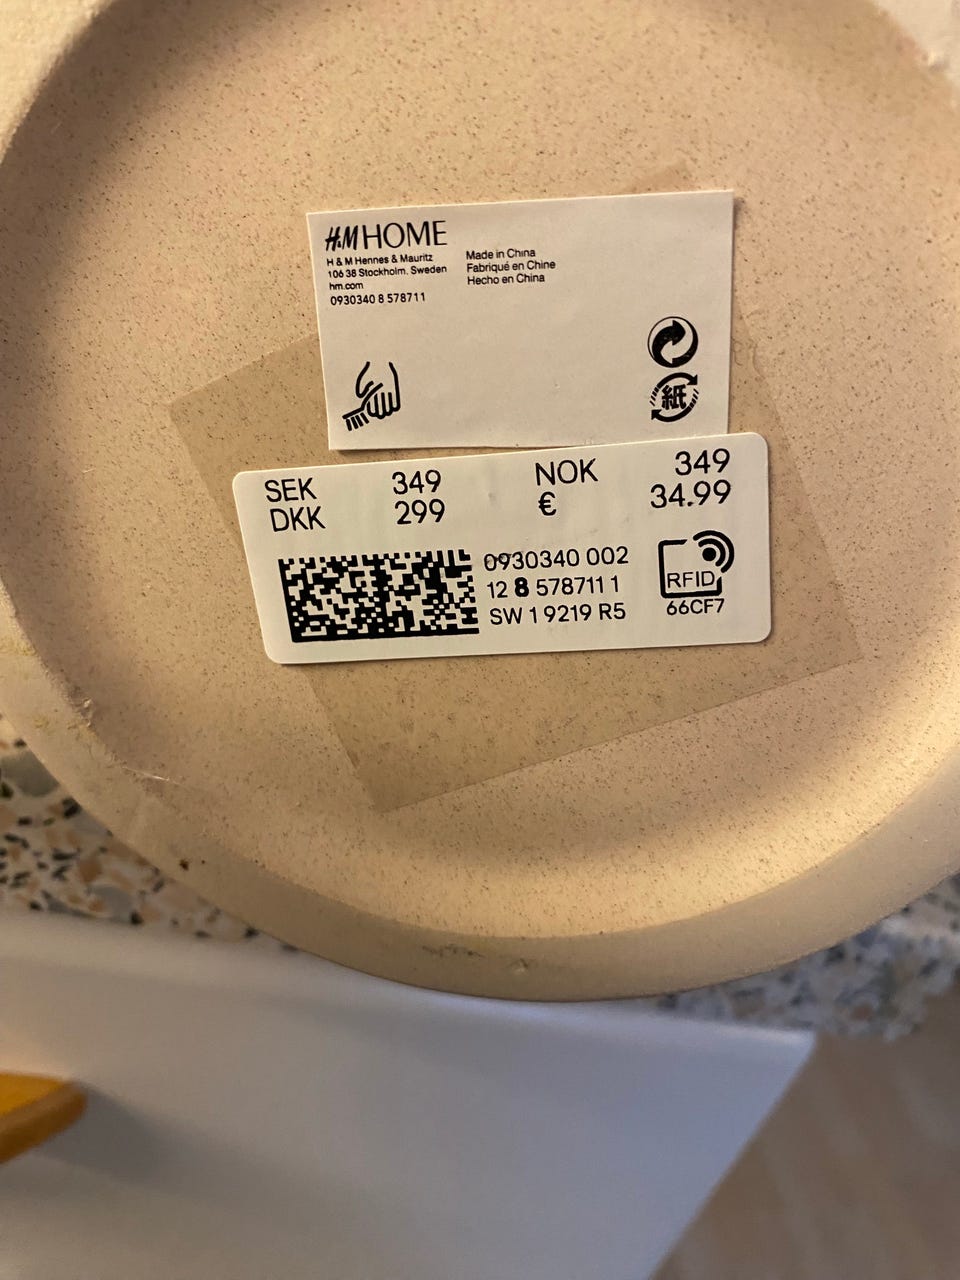 H&M HOME
H & M Hennes & Mauritz
106 38 Stockholm. Sweden
hm.com
0930340 8 578711
Made in China
Fabriqué en Chine
Hecho en China
紙
SEK 349 NOK 349
DKK 299 € 34.99
0930340 002
12 8 578711 1
SW 1 9219 R5
RFID
66CF7